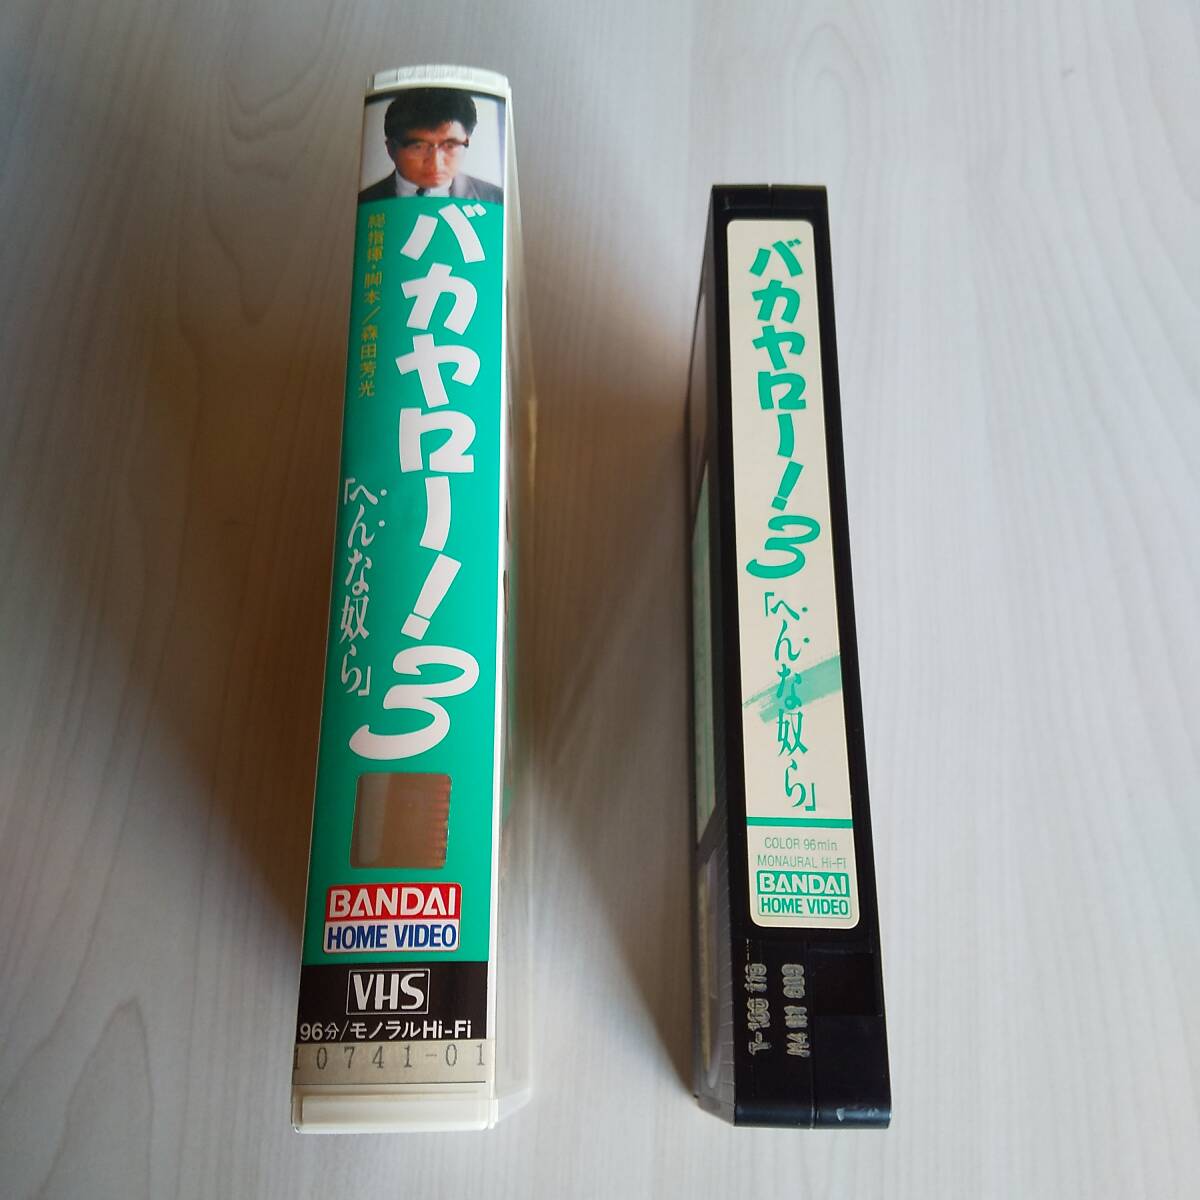 総指揮・脚本/森田芳光
バカヤロー!3
「へんな奴ら」
BANDAI
HOME VIDEO
VHS
96分/モノラルHi-Fi
10741-01
バカヤロー!3
「へんな奴ら」
COLOR 96min
MONAURAL Hi-Fi
BANDAI
HOME VIDEO